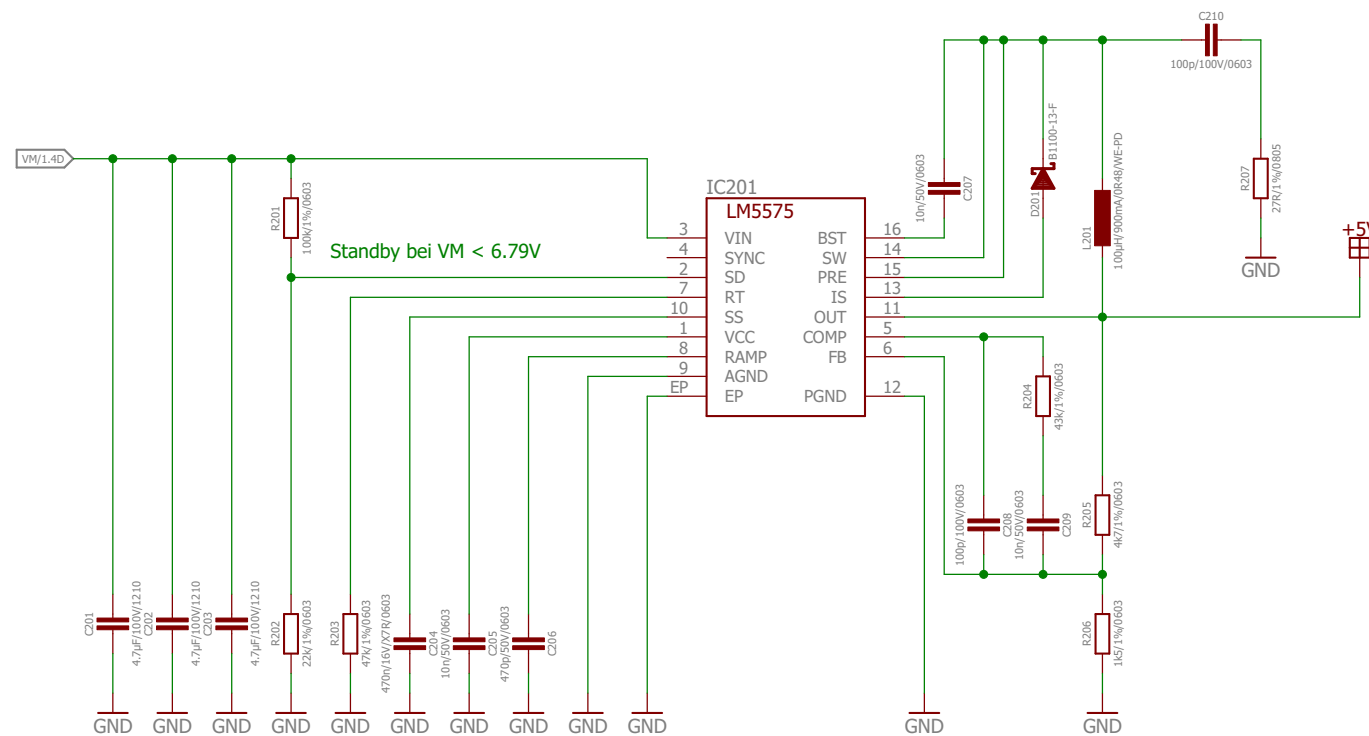 C210
100p/100V/0603
B1100-13-F
D201
10n/50V/0603
C207
L201
100µH/900mA/0R48/WE-PD
R207
27R/1%/0805
GND
+5V
VM/1.4D
R201
100k/1%/0603
Standby bei VM < 6.79V
IC201
LM5575
3 VIN BST 16
4 SYNC SW 14
2 SD PRE 15
7 RT IS 13
10 SS OUT 11
1 VCC COMP 5
8 RAMP FB 6
9 AGND
EP EP PGND 12
R204
43k/1%/0603
100p/100V/0603
C208
10n/50V/0603
C209
R205
4k7/1%/0603
C201
4.7µF/100V/1210
C202
4.7µF/100V/1210
C203
4.7µF/100V/1210
R202
22k/1%/0603
R203
47k/1%/0603
470n/16V/X7R/0603
C204
10n/50V/0603
C205
470p/50V/0603
C206
R206
1k5/1%/0603
GND GND GND GND GND GND GND GND GND GND GND GND